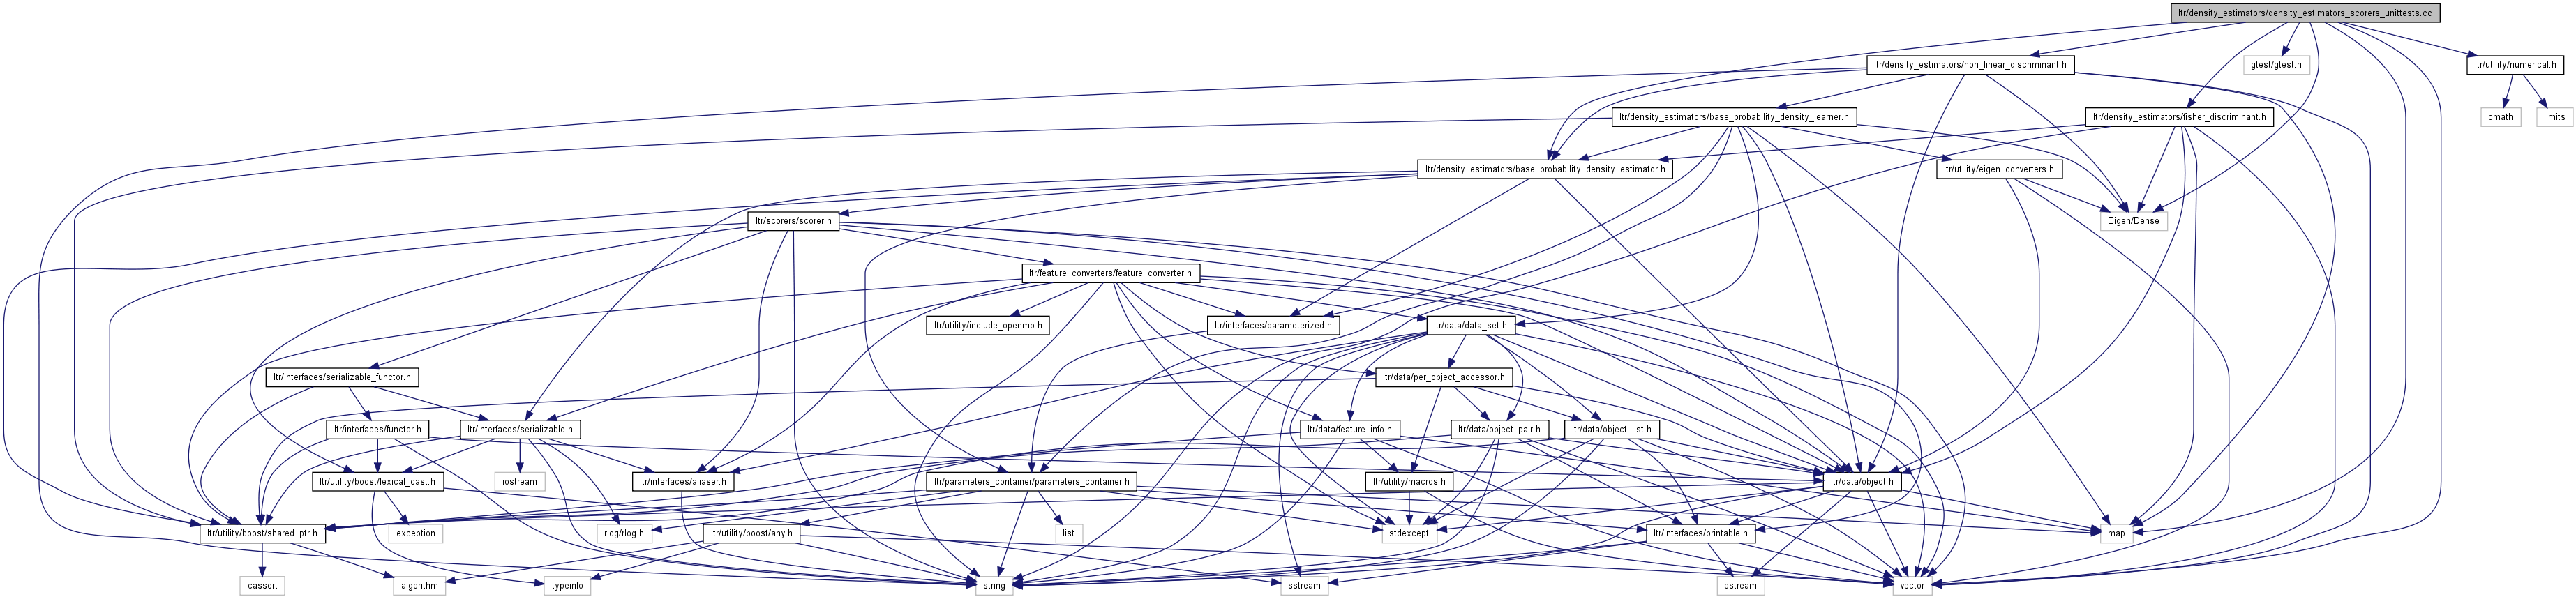 ltr/density_estimators/density_estimators_scorers_unittests.cc
ltr/density_estimators/non_linear_discriminant.h
gtest/gtest.h
ltr/utility/numerical.h
ltr/density_estimators/base_probability_density_learner.h
ltr/density_estimators/fisher_discriminant.h
cmath
limits
ltr/density_estimators/base_probability_density_estimator.h
ltr/utility/eigen_converters.h
ltr/scorers/scorer.h
Eigen/Dense
ltr/feature_converters/feature_converter.h
ltr/utility/include_openmp.h
ltr/interfaces/parameterized.h
ltr/data/data_set.h
ltr/interfaces/serializable_functor.h
ltr/data/per_object_accessor.h
ltr/interfaces/functor.h
ltr/interfaces/serializable.h
ltr/data/feature_info.h
ltr/data/object_pair.h
ltr/data/object_list.h
ltr/utility/boost/lexical_cast.h
iostream
ltr/interfaces/aliaser.h
ltr/parameters_container/parameters_container.h
ltr/utility/macros.h
ltr/data/object.h
ltr/utility/boost/shared_ptr.h
exception
rlog/rlog.h
ltr/utility/boost/any.h
list
stdexcept
ltr/interfaces/printable.h
map
cassert
algorithm
typeinfo
string
sstream
ostream
vector